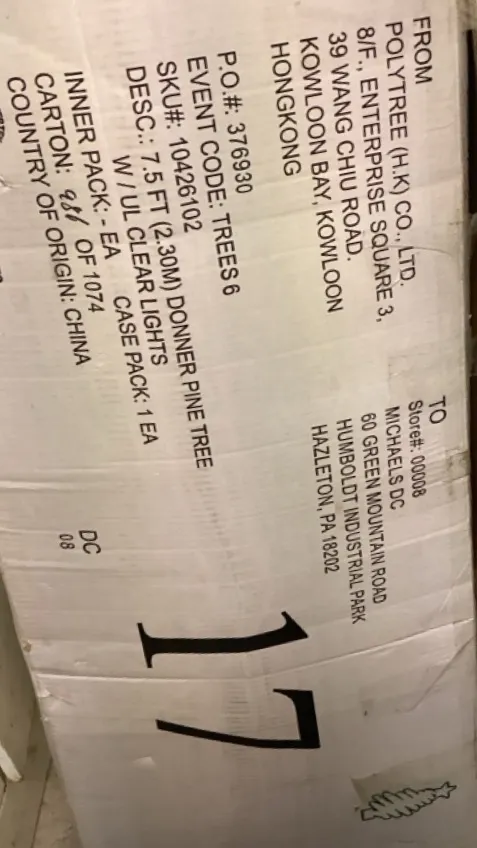 FROM
POLYTREE (H.K) CO., LTD.
8/F., ENTERPRISE SQUARE 3,
39 WANG CHIU ROAD.
KOWLOON BAY, KOWLOON
HONGKONG
TO
Store#: 00008
MICHAELS DC
60 GREEN MOUNTAIN ROAD
HUMBOLDT INDUSTRIAL PARK
HAZLETON, PA 18202
P.O.#: 376930
EVENT CODE: TREES 6
SKU#: 10426102
DESC.: 7.5 FT (2.30M) DONNER PINE TREE
W / UL CLEAR LIGHTS
INNER PACK: - EA CASE PACK: 1 EA
CARTON: OF 1074
COUNTRY OF ORIGIN: CHINA
DC
08
17